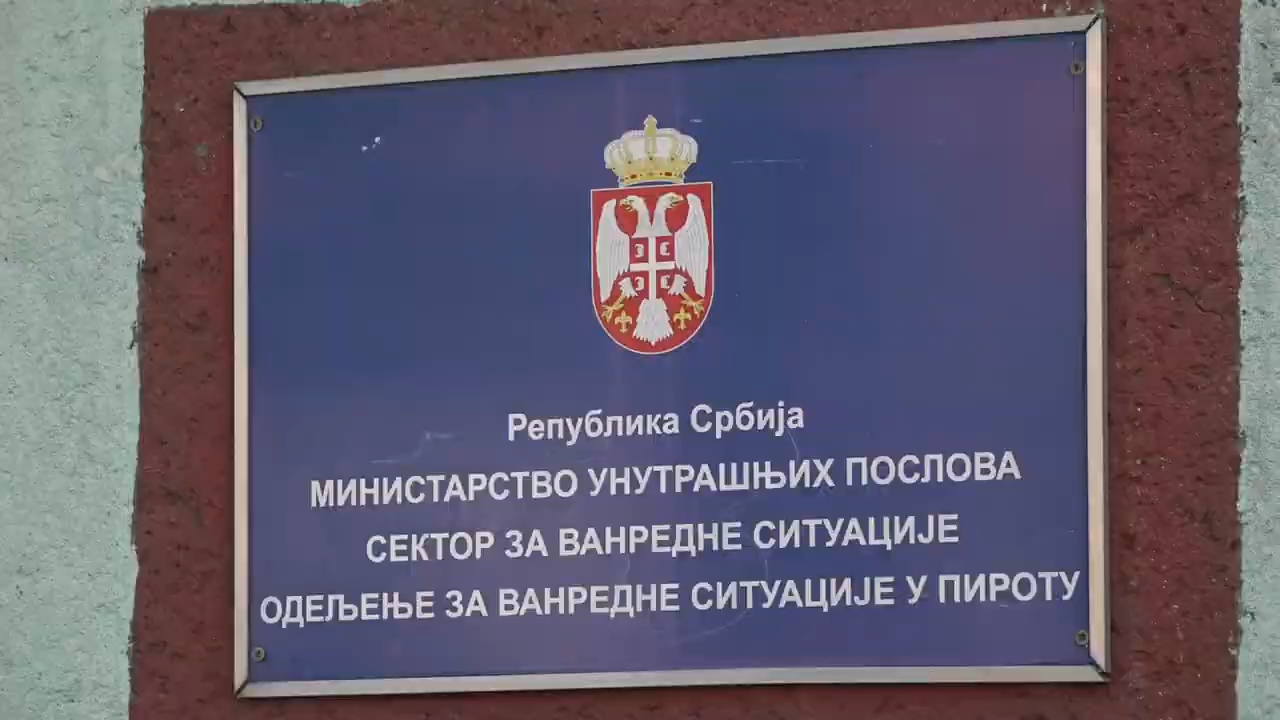 Република Србија
МИНИСТАРСТВО УНУТРАШЊИХ ПОСЛОВА
СЕКТОР ЗА ВАНРЕДНЕ СИТУАЦИЈЕ
ОДЕЉЕЊЕ ЗА ВАНРЕДНЕ СИТУАЦИЈЕ У ПИРОТУ